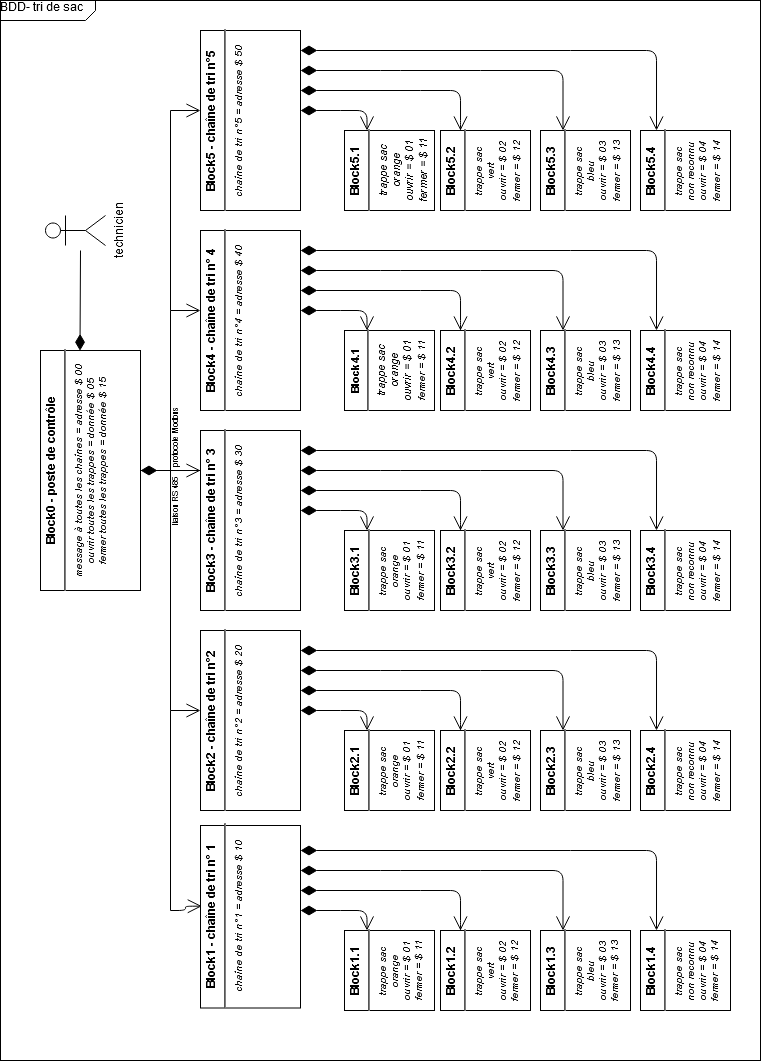 BDD- tri de sac
technicien
Block0 - poste de contrôle
message à toutes les chaînes = adresse $ 00
ouvrir toutes les trappes = donnée $ 05
fermer toutes les trappes = donnée $ 15
liaison RS 485 - protocole Modbus
Block1 - chaîne de tri n° 1
chaîne de tri n°1 = adresse $ 10
Block1.1
trappe sac
orange
ouvrir = $ 01
fermer = $ 11
Block1.2
trappe sac
vert
ouvrir = $ 02
fermer = $ 12
Block1.3
trappe sac
bleu
ouvrir = $ 03
fermer = $ 13
Block1.4
trappe sac
non reconnu
ouvrir = $ 04
fermer = $ 14
Block2 - chaîne de tri n°2
chaîne de tri n°2 = adresse $ 20
Block2.1
trappe sac
orange
ouvrir = $ 01
fermer = $ 11
Block2.2
trappe sac
vert
ouvrir = $ 02
fermer = $ 12
Block2.3
trappe sac
bleu
ouvrir = $ 03
fermer = $ 13
Block2.4
trappe sac
non reconnu
ouvrir = $ 04
fermer = $ 14
Block3 - chaîne de tri n° 3
chaîne de tri n°3 = adresse $ 30
Block3.1
trappe sac
orange
ouvrir = $ 01
fermer = $ 11
Block3.2
trappe sac
vert
ouvrir = $ 02
fermer = $ 12
Block3.3
trappe sac
bleu
ouvrir = $ 03
fermer = $ 13
Block3.4
trappe sac
non reconnu
ouvrir = $ 04
fermer = $ 14
Block4 - chaîne de tri n° 4
chaîne de tri n°4 = adresse $ 40
Block4.1
trappe sac
orange
ouvrir = $ 01
fermer = $ 11
Block4.2
trappe sac
vert
ouvrir = $ 02
fermer = $ 12
Block4.3
trappe sac
bleu
ouvrir = $ 03
fermer = $ 13
Block4.4
trappe sac
non reconnu
ouvrir = $ 04
fermer = $ 14
Block5 - chaîne de tri n°5
chaîne de tri n°5 = adresse $ 50
Block5.1
trappe sac
orange
ouvrir = $ 01
fermer = $ 11
Block5.2
trappe sac
vert
ouvrir = $ 02
fermer = $ 12
Block5.3
trappe sac
bleu
ouvrir = $ 03
fermer = $ 13
Block5.4
trappe sac
non reconnu
ouvrir = $ 04
fermer = $ 14